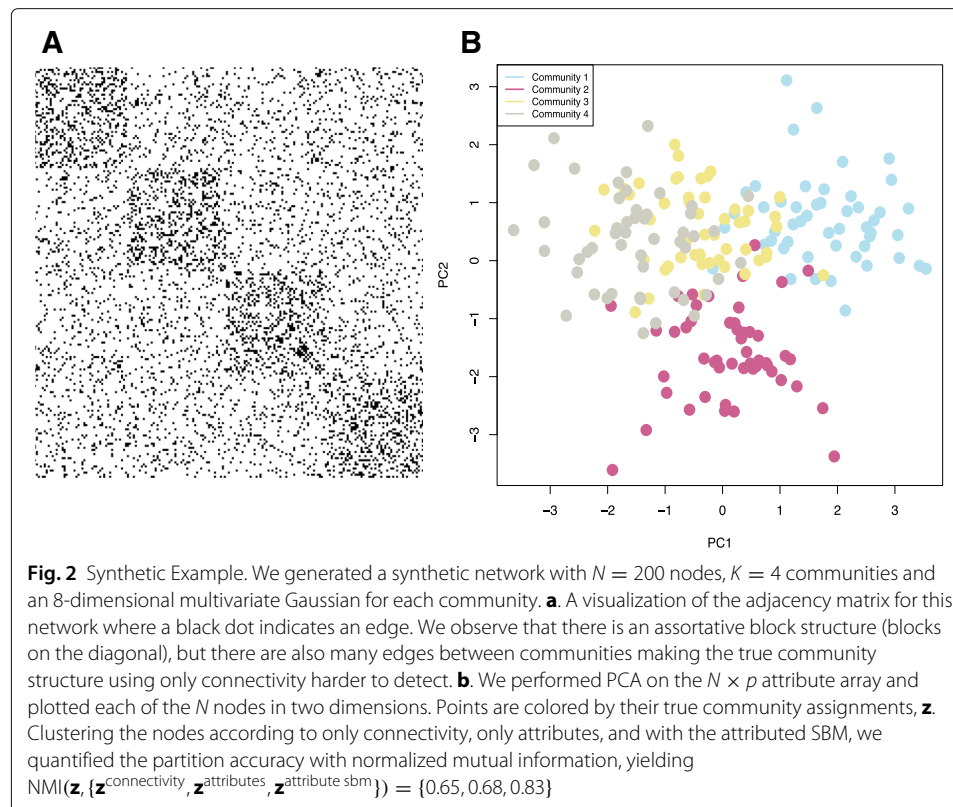 A
B
Community 1
Community 2
Community 3
Community 4
3
2
1
0
−1
−2
−3
PC2
−3 −2 −1 0 1 2 3
PC1
Fig. 2 Synthetic Example. We generated a synthetic network with N = 200 nodes, K = 4 communities and
an 8-dimensional multivariate Gaussian for each community. a. A visualization of the adjacency matrix for this
network where a black dot indicates an edge. We observe that there is an assortative block structure (blocks
on the diagonal), but there are also many edges between communities making the true community
structure using only connectivity harder to detect. b. We performed PCA on the N × p attribute array and
plotted each of the N nodes in two dimensions. Points are colored by their true community assignments, z.
Clustering the nodes according to only connectivity, only attributes, and with the attributed SBM, we
quantified the partition accuracy with normalized mutual information, yielding
NMI(z, {z^connectivity, z^attributes, z^attribute sbm}) = {0.65, 0.68, 0.83}